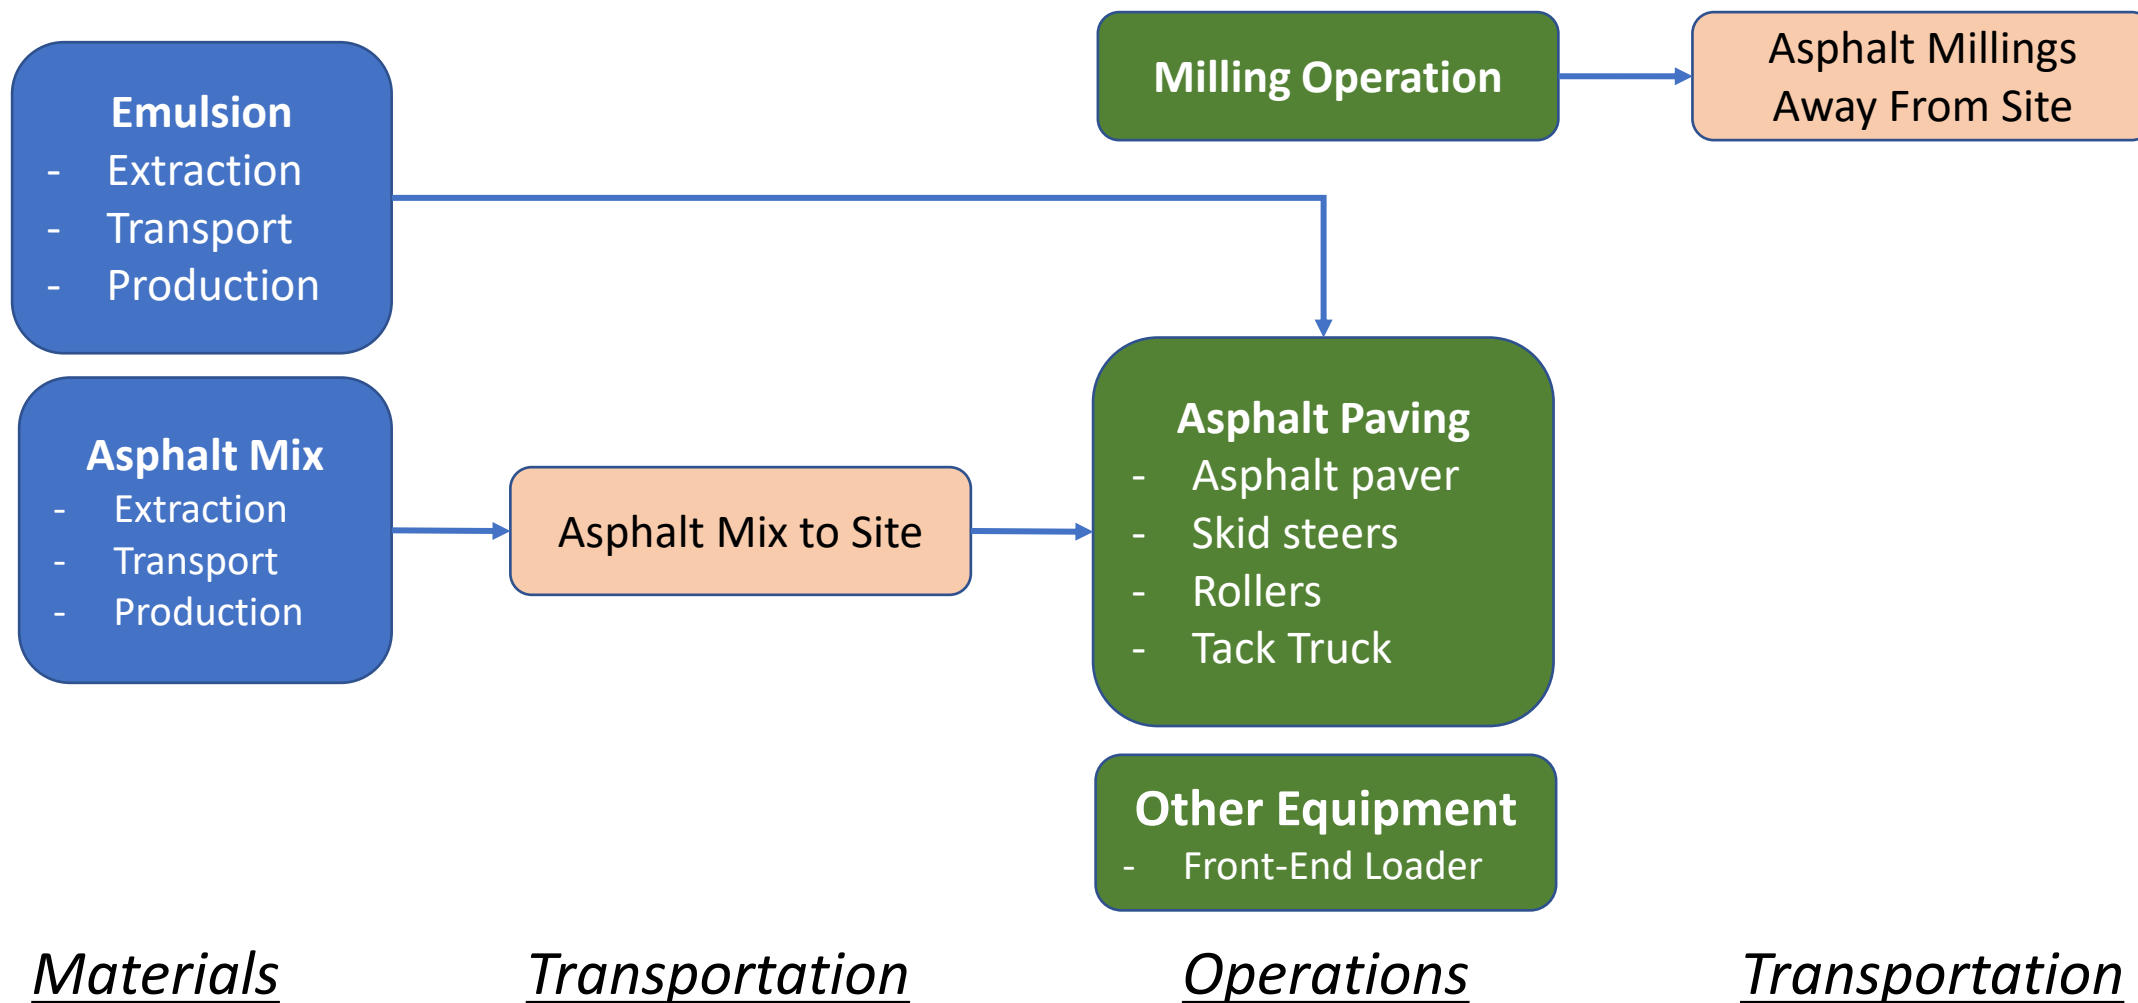 Emulsion
- Extraction
- Transport
- Production
Asphalt Mix
- Extraction
- Transport
- Production
Asphalt Mix to Site
Milling Operation
Asphalt Millings
Away From Site
Asphalt Paving
- Asphalt paver
- Skid steers
- Rollers
- Tack Truck
Other Equipment
- Front-End Loader
Materials
Transportation
Operations
Transportation